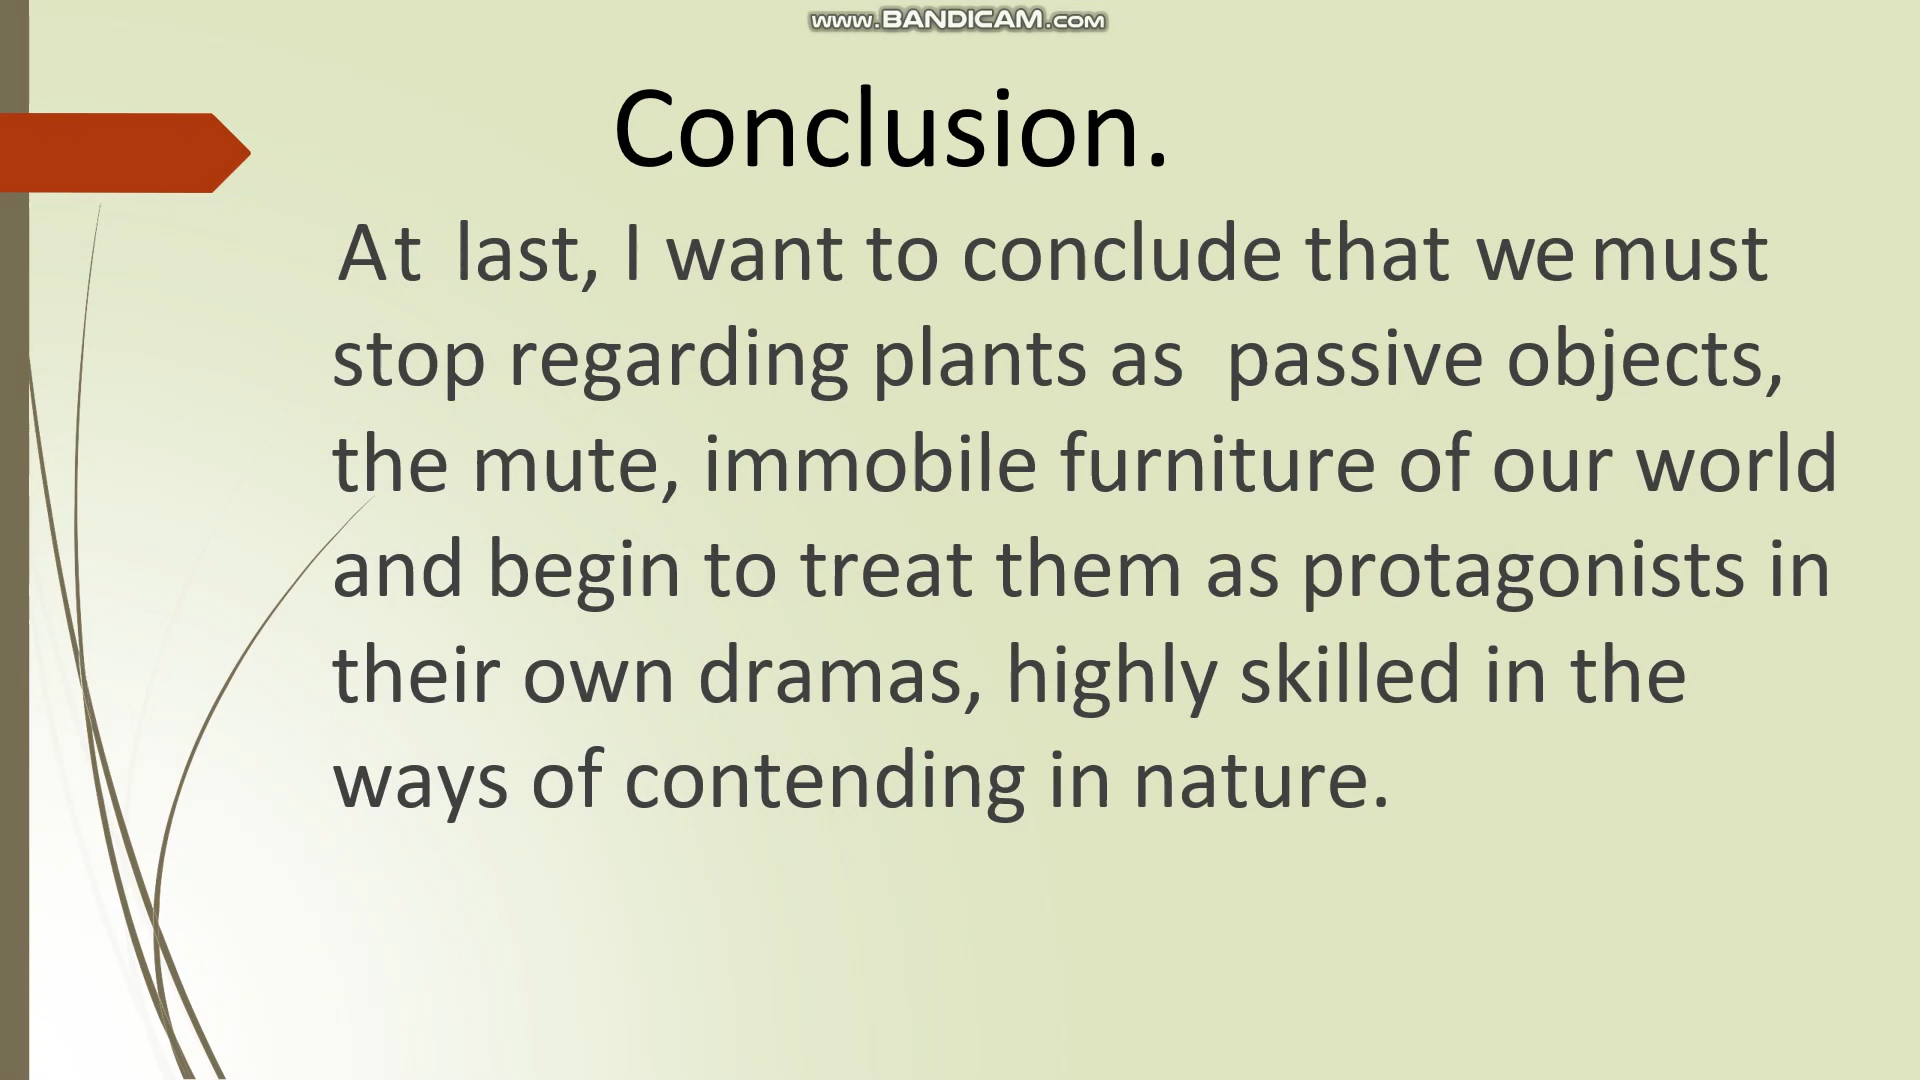 www.BANDICAM.com
Conclusion.
At last, I want to conclude that we must
stop regarding plants as passive objects,
the mute, immobile furniture of our world
and begin to treat them as protagonists in
their own dramas, highly skilled in the
ways of contending in nature.